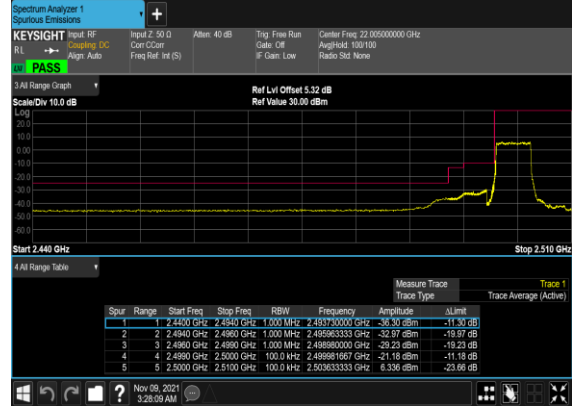 Spectrum Analyzer 1
Spurious Emissions
+
KEYSIGHT Input: RF Input Z: 50 Ω Atten: 40 dB Trig: Free Run Center Freq: 22.005000000 GHz
RL Coupling: DC Corr CCorr Gate: Off Avg|Hold: 100/100
Align: Auto Freq Ref: Int (S) IF Gain: Low Radio Std: None
PASS
3 All Range Graph
Ref Lvl Offset 5.32 dB
Scale/Div 10.0 dB Ref Value 30.00 dBm
Log
20.0
10.0
0.00
-10.0
-20.0
-30.0
-40.0
-50.0
-60.0
Start 2.440 GHz Stop 2.510 GHz
4 All Range Table
Measure Trace Trace 1
Trace Type Trace Average (Active)
Spur Range Start Freq Stop Freq RBW Frequency Amplitude ΔLimit
1 1 2.4400 GHz 2.4940 GHz 1.000 MHz 2.493730000 GHz -36.30 dBm -11.30 dB
2 2 2.4940 GHz 2.4960 GHz 1.000 MHz 2.495963333 GHz -32.97 dBm -19.97 dB
3 3 2.4960 GHz 2.4990 GHz 1.000 MHz 2.498980000 GHz -29.23 dBm -19.23 dB
4 4 2.4990 GHz 2.5000 GHz 100.0 kHz 2.499981667 GHz -21.18 dBm -11.18 dB
5 5 2.5000 GHz 2.5100 GHz 100.0 kHz 2.503633333 GHz 6.336 dBm -23.66 dB
? Nov 09, 2021
3:28:09 AM